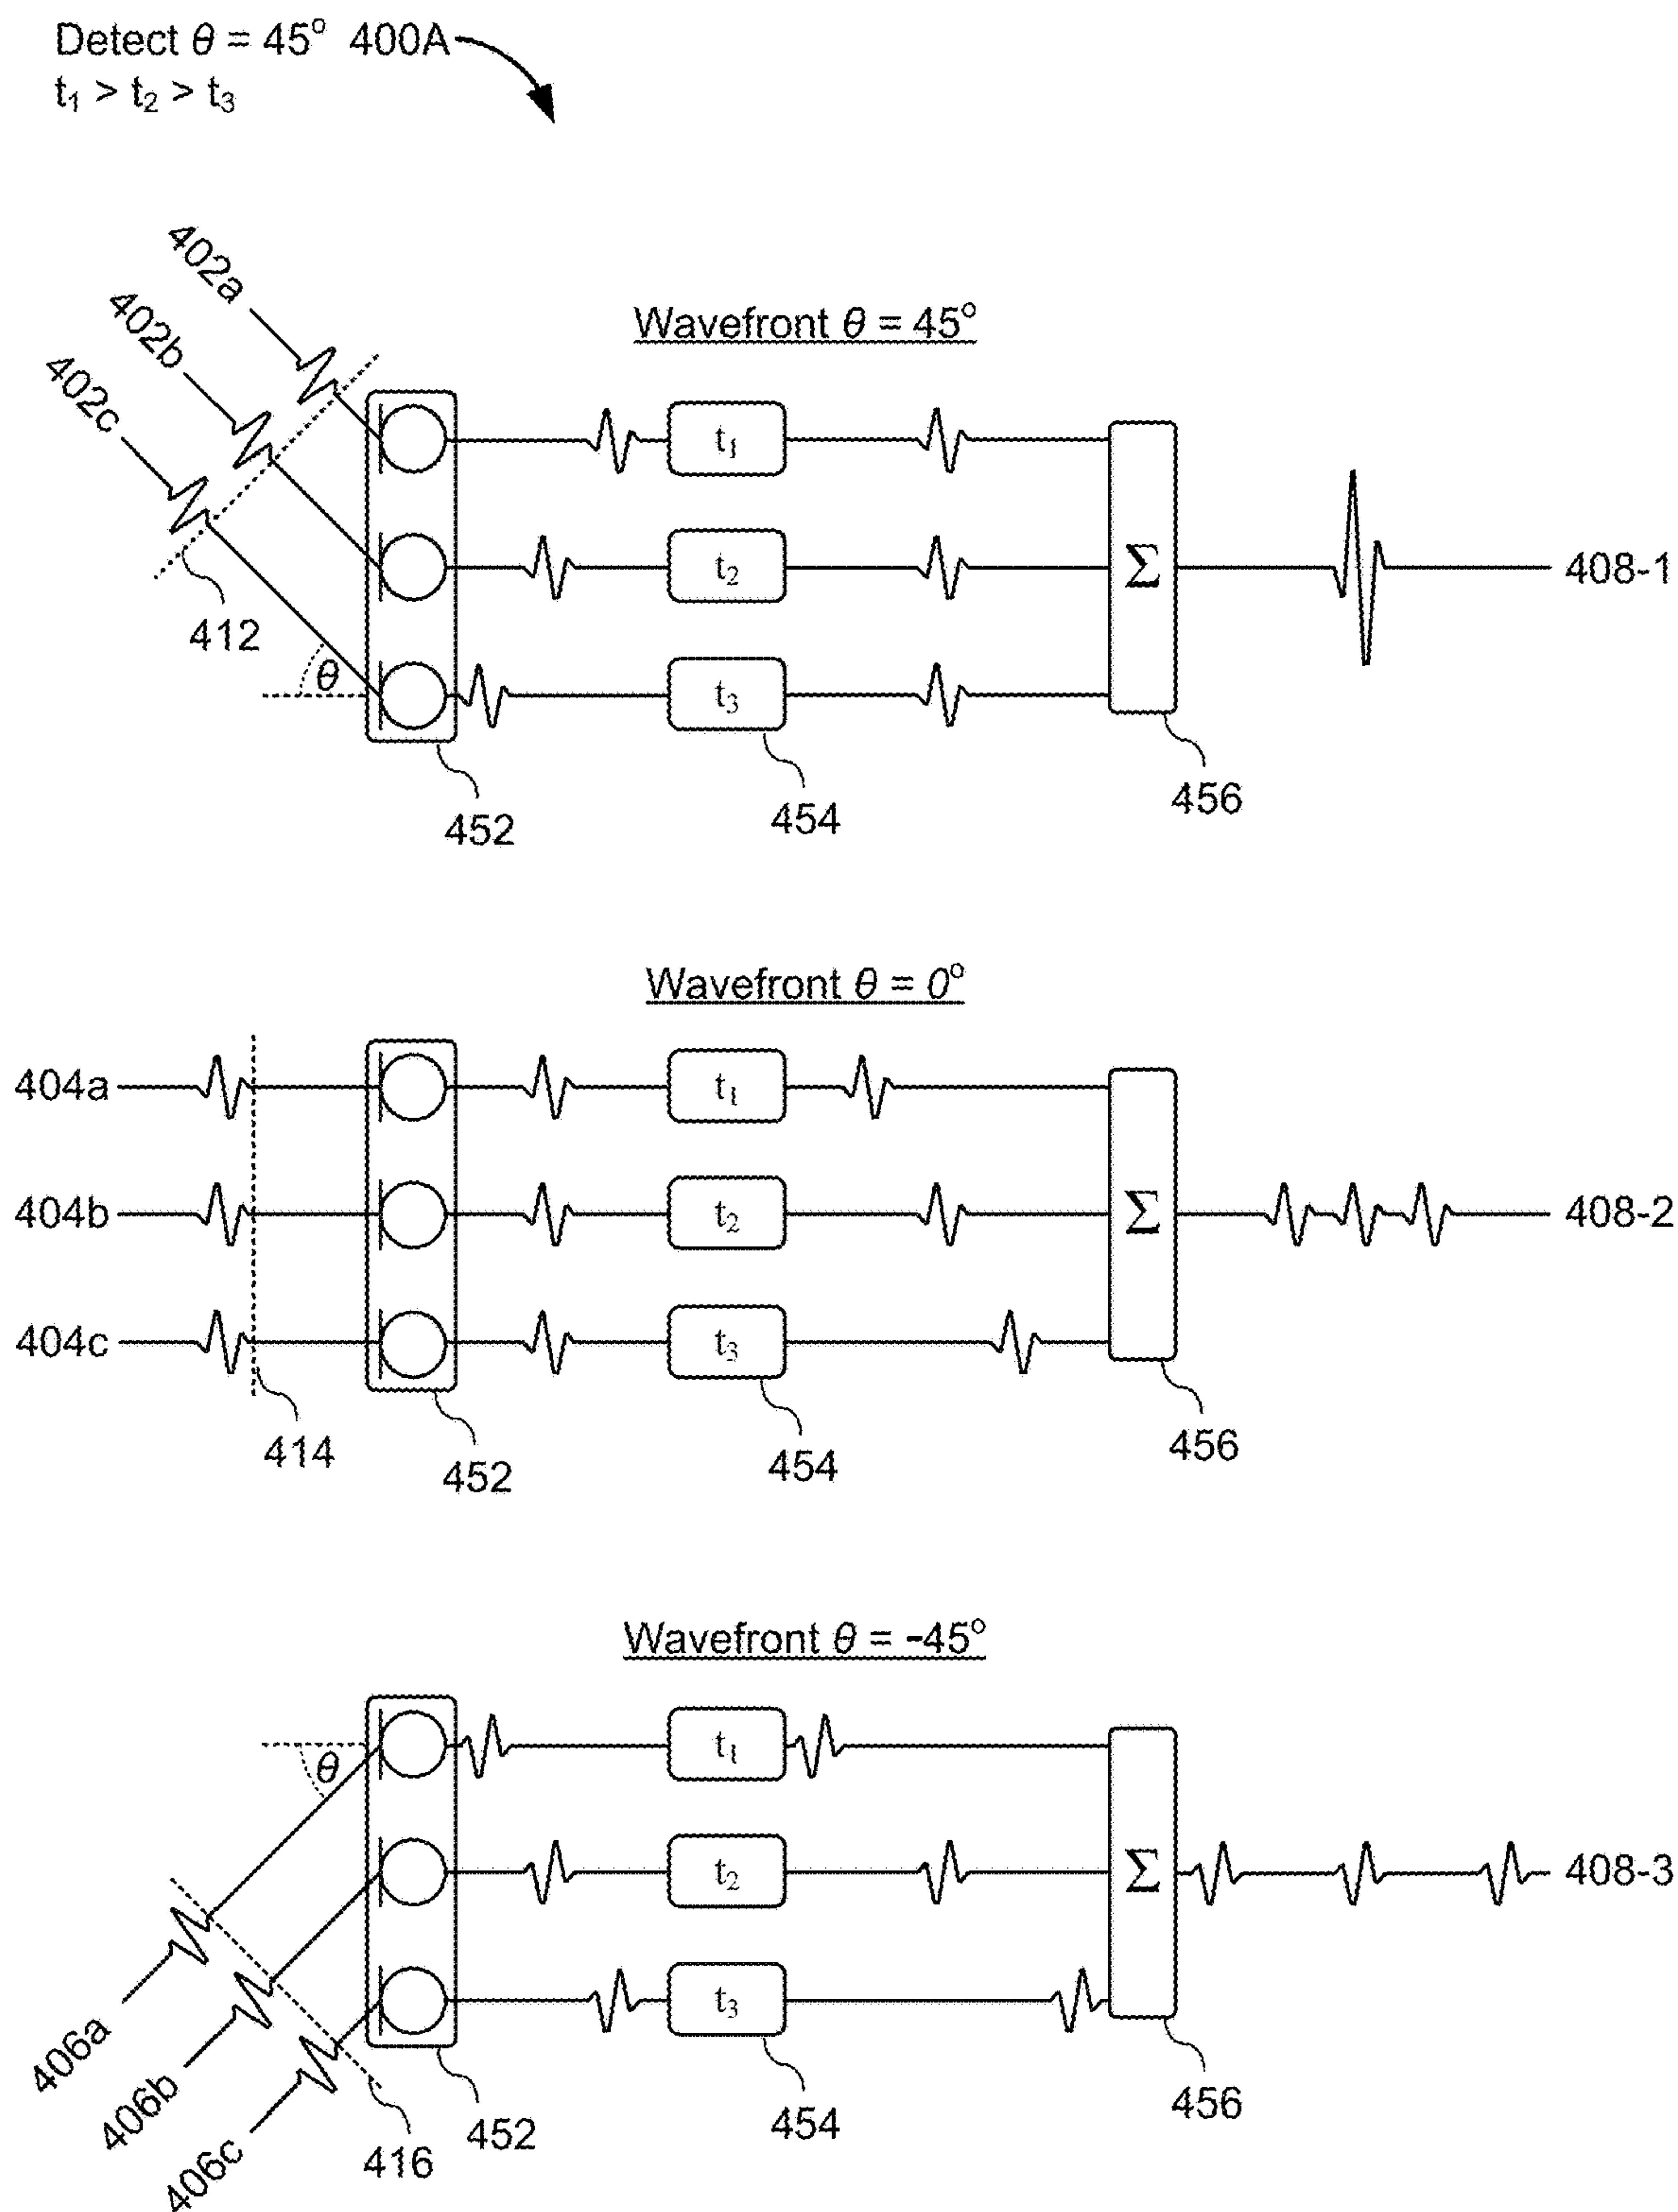 Detect θ = 45° 400A
t₁ > t₂ > t₃
402a
402b
402c
Wavefront θ = 45°
t₁
t₂
Σ
408-1
412
θ
t₃
452
454
456
Wavefront θ = 0°
404a
t₁
404b
t₂
Σ
408-2
404c
t₃
414
452
454
456
Wavefront θ = -45°
θ
t₁
t₂
Σ
408-3
t₃
406a
406b
406c
416
452
454
456